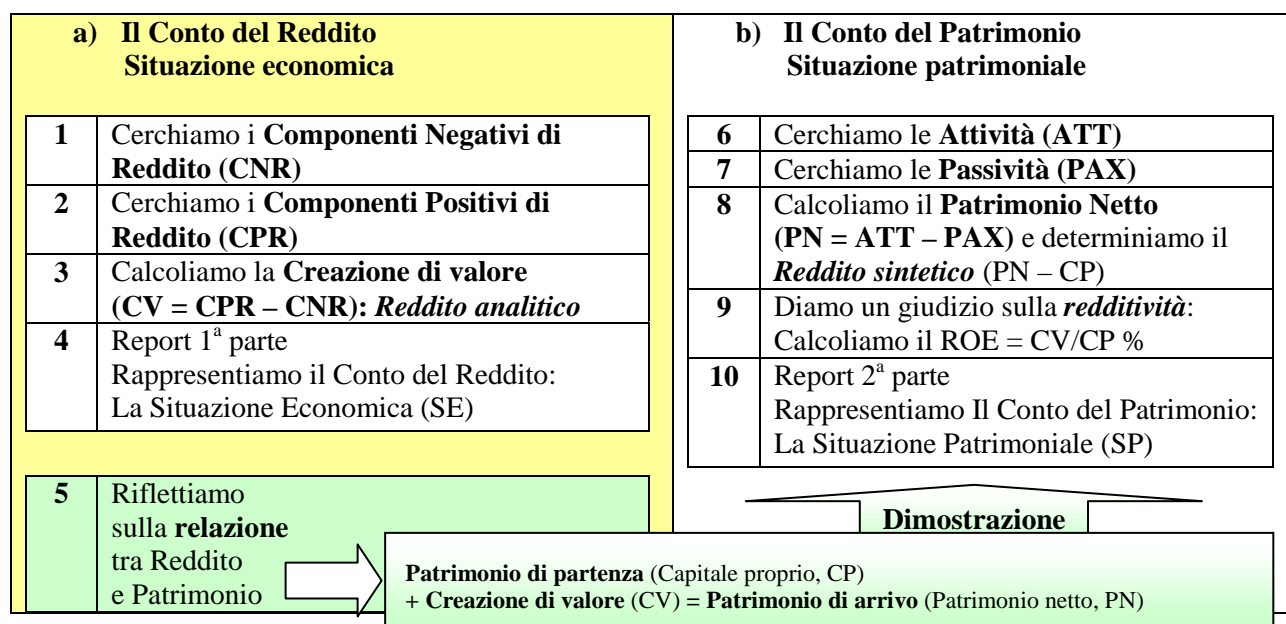 a) Il Conto del Reddito
Situazione economica
1 Cerchiamo i Componenti Negativi di
Reddito (CNR)
2 Cerchiamo i Componenti Positivi di
Reddito (CPR)
3 Calcoliamo la Creazione di valore
(CV = CPR – CNR): Reddito analitico
4 Report 1ª parte
Rappresentiamo il Conto del Reddito:
La Situazione Economica (SE)
5 Riflettiamo
sulla relazione
tra Reddito
e Patrimonio
b) Il Conto del Patrimonio
Situazione patrimoniale
6 Cerchiamo le Attività (ATT)
7 Cerchiamo le Passività (PAX)
8 Calcoliamo il Patrimonio Netto
(PN = ATT – PAX) e determiniamo il
Reddito sintetico (PN – CP)
9 Diamo un giudizio sulla redditività:
Calcoliamo il ROE = CV/CP %
10 Report 2ª parte
Rappresentiamo Il Conto del Patrimonio:
La Situazione Patrimoniale (SP)
Dimostrazione
Patrimonio di partenza (Capitale proprio, CP)
+ Creazione di valore (CV) = Patrimonio di arrivo (Patrimonio netto, PN)